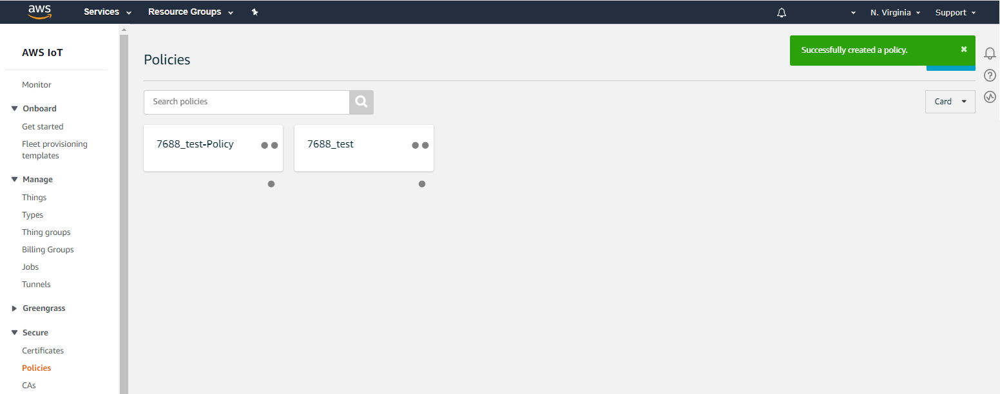 aws Services Resource Groups N. Virginia Support
AWS IoT
Monitor
Onboard
Get started
Fleet provisioning
templates
Manage
Things
Types
Thing groups
Billing Groups
Jobs
Tunnels
Greengrass
Secure
Certificates
Policies
CAs
Policies
Successfully created a policy.
Search policies
Card
7688_test-Policy
7688_test